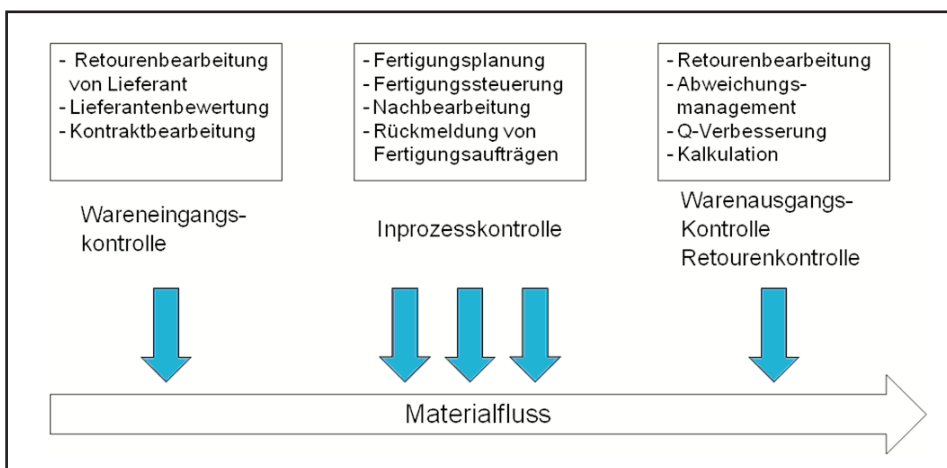 - Retourenbearbeitung
von Lieferant
- Lieferantenbewertung
- Kontraktbearbeitung
- Fertigungsplanung
- Fertigungssteuerung
- Nachbearbeitung
- Rückmeldung von
Fertigungsaufträgen
- Retourenbearbeitung
- Abweichungs-
management
- Q-Verbesserung
- Kalkulation
Wareneingangs-
kontrolle
Inprozesskontrolle
Warenausgangs-
Kontrolle
Retourenkontrolle
Materialfluss